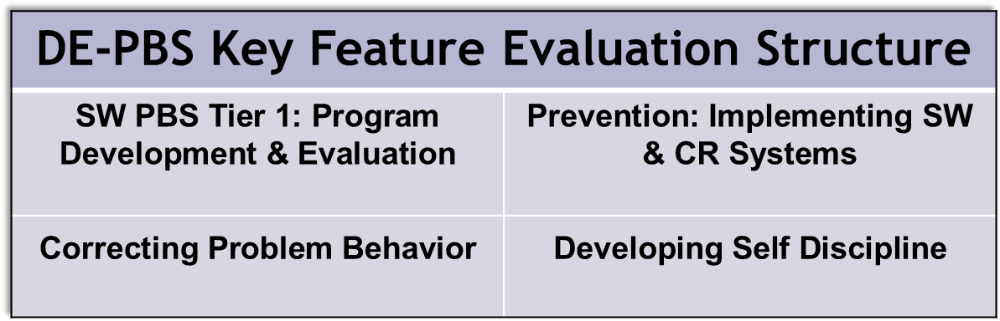 DE-PBS Key Feature Evaluation Structure
SW PBS Tier 1: Program
Development & Evaluation
Prevention: Implementing SW
& CR Systems
Correcting Problem Behavior
Developing Self Discipline